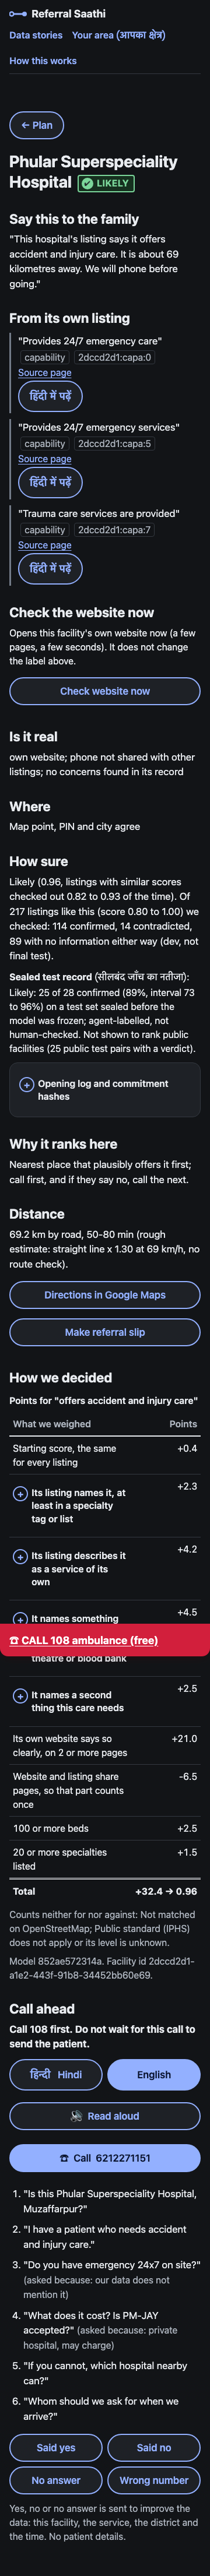 Referral Saathi
Data stories Your area (आपका क्षेत्र)
How this works
← Plan
Phular Superspeciality
Hospital LIKELY
Say this to the family
"This hospital's listing says it offers
accident and injury care. It is about 69
kilometres away. We will phone before
going."
From its own listing
"Provides 24/7 emergency care"
capability 2dccd2d1:capa:0
Source page
हिंदी में पढ़ें
"Provides 24/7 emergency services"
capability 2dccd2d1:capa:5
Source page
हिंदी में पढ़ें
"Trauma care services are provided"
capability 2dccd2d1:capa:7
Source page
हिंदी में पढ़ें
Check the website now
Opens this facility's own website now (a few
pages, a few seconds). It does not change
the label above.
Check website now
Is it real
own website; phone not shared with other
listings; no concerns found in its record
Where
Map point, PIN and city agree
How sure
Likely (0.96, listings with similar scores
checked out 0.82 to 0.93 of the time). Of
217 listings like this (score 0.80 to 1.00) we
checked: 114 confirmed, 14 contradicted,
89 with no information either way (dev, not
final test).
Sealed test record (सीलबंद जाँच का नतीजा):
Likely: 25 of 28 confirmed (89%, interval 73
to 96%) on a test set sealed before the
model was frozen; agent-labelled, not
human-checked. Not shown to rank public
facilities (25 public test pairs with a verdict).
+ Opening log and commitment
hashes
Why it ranks here
Nearest place that plausibly offers it first;
call first, and if they say no, call the next.
Distance
69.2 km by road, 50-80 min (rough
estimate: straight line x 1.30 at 69 km/h, no
route check).
Directions in Google Maps
Make referral slip
How we decided
Points for "offers accident and injury care"
What we weighed Points
Starting score, the same +0.4
for every listing
+ Its listing names it, at +2.3
least in a specialty
tag or list
+ Its listing describes it +4.2
as a service of its
own
It names something +4.5
☎ CALL 108 ambulance (free)
theatre or blood bank
+ It names a second +2.5
thing this care needs
Its own website says so +21.0
clearly, on 2 or more pages
Website and listing share -6.5
pages, so that part counts
once
100 or more beds +2.5
20 or more specialties +1.5
listed
Total +32.4 → 0.96
Counts neither for nor against: Not matched
on OpenStreetMap; Public standard (IPHS)
does not apply or its level is unknown.
Model 852ae572314a. Facility id 2dccd2d1-
a1e2-443f-91b8-34452bb60e69.
Call ahead
Call 108 first. Do not wait for this call to
send the patient.
हिन्दी Hindi English
🔊 Read aloud
☎ Call 6212271151
1. "Is this Phular Superspeciality Hospital,
Muzaffarpur?"
2. "I have a patient who needs accident
and injury care."
3. "Do you have emergency 24x7 on site?"
(asked because: our data does not
mention it)
4. "What does it cost? Is PM-JAY
accepted?" (asked because: private
hospital, may charge)
5. "If you cannot, which hospital nearby
can?"
6. "Whom should we ask for when we
arrive?"
Said yes Said no
No answer Wrong number
Yes, no or no answer is sent to improve the
data: this facility, the service, the district and
the time. No patient details.